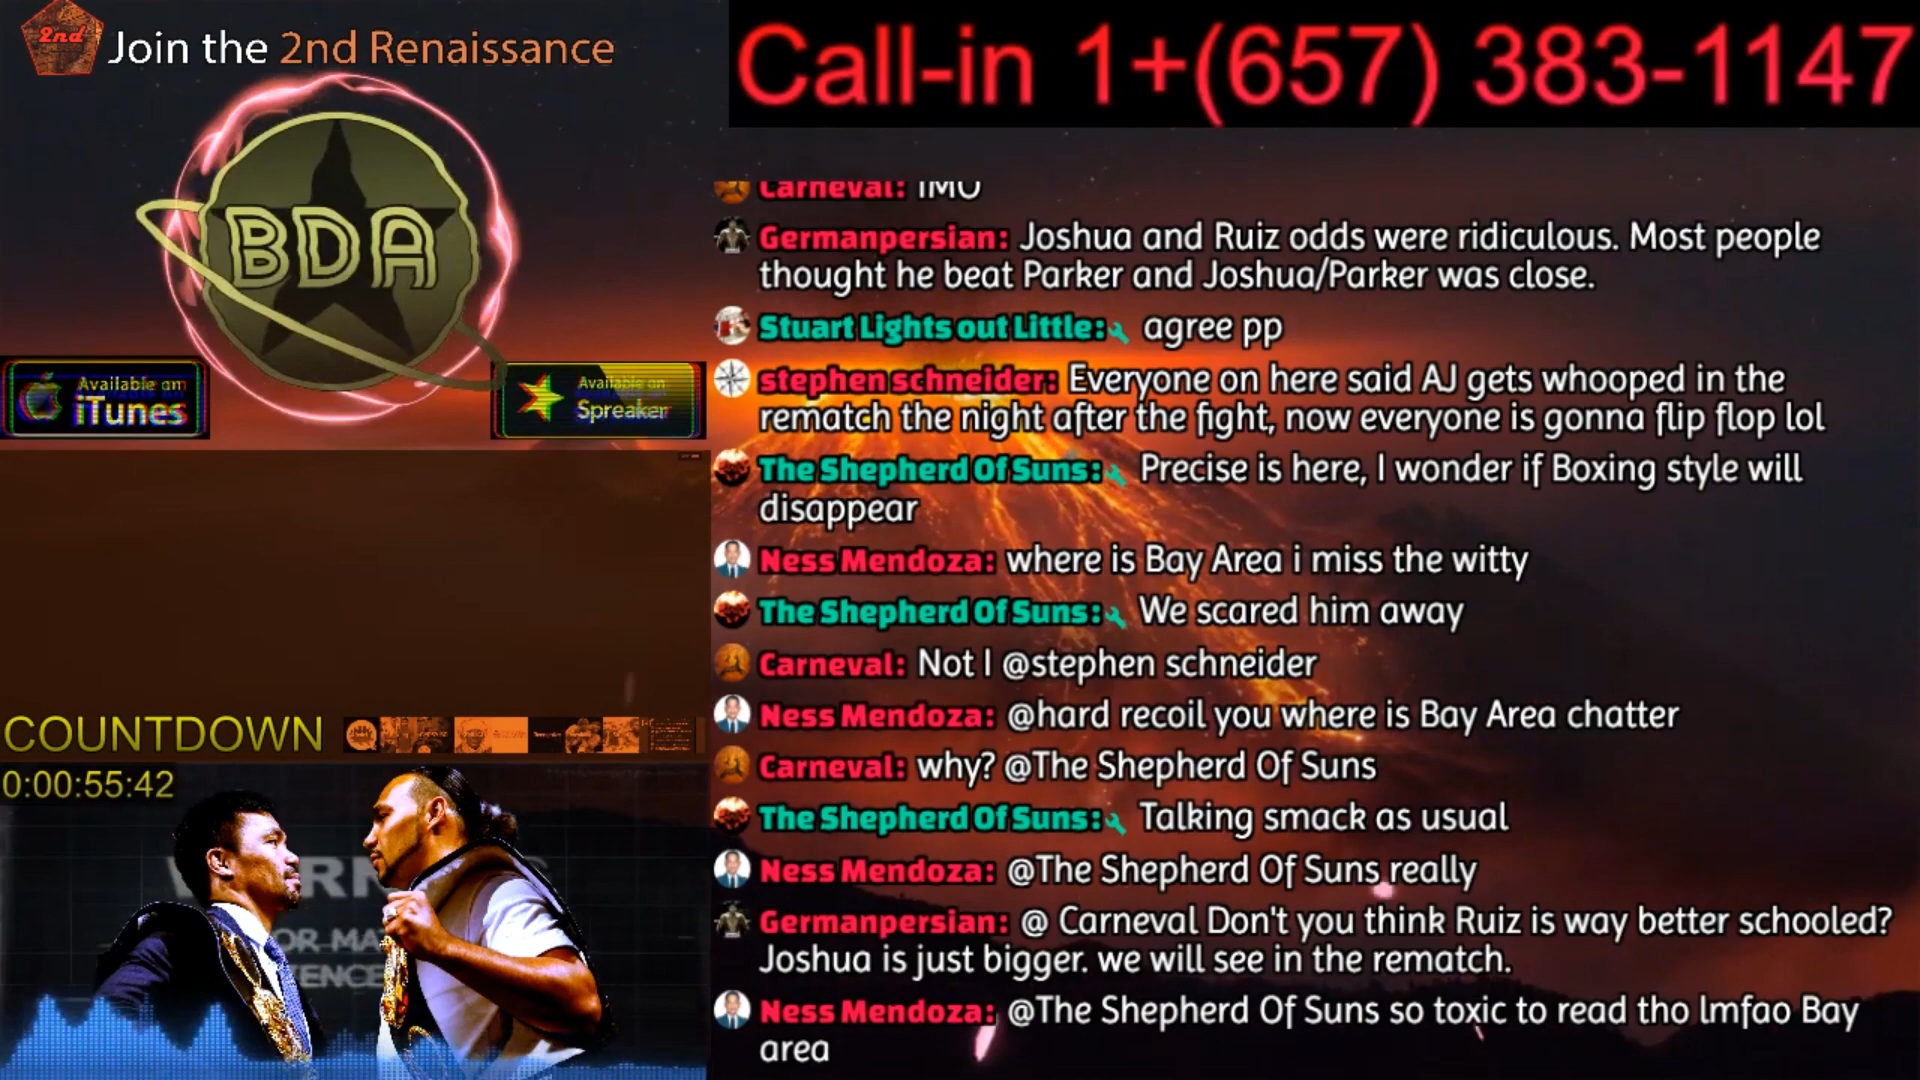 2nd
Join the 2nd Renaissance
Call-in 1+(657) 383-1147
BDA
Available on
iTunes
Available on
Spreaker
COUNTDOWN
0:00:55:42
Carneval: IMO
Germanpersian: Joshua and Ruiz odds were ridiculous. Most people
thought he beat Parker and Joshua/Parker was close.
Stuart Lights out Little: agree pp
stephen schneider: Everyone on here said AJ gets whooped in the
rematch the night after the fight, now everyone is gonna flip flop lol
The Shepherd Of Suns: Precise is here, I wonder if Boxing style will
disappear
Ness Mendoza: where is Bay Area i miss the witty
The Shepherd Of Suns: We scared him away
Carneval: Not I @stephen schneider
Ness Mendoza: @hard recoil you where is Bay Area chatter
Carneval: why? @The Shepherd Of Suns
The Shepherd Of Suns: Talking smack as usual
Ness Mendoza: @The Shepherd Of Suns really
Germanpersian: @ Carneval Don't you think Ruiz is way better schooled?
Joshua is just bigger. we will see in the rematch.
Ness Mendoza: @The Shepherd Of Suns so toxic to read tho lmfao Bay
area